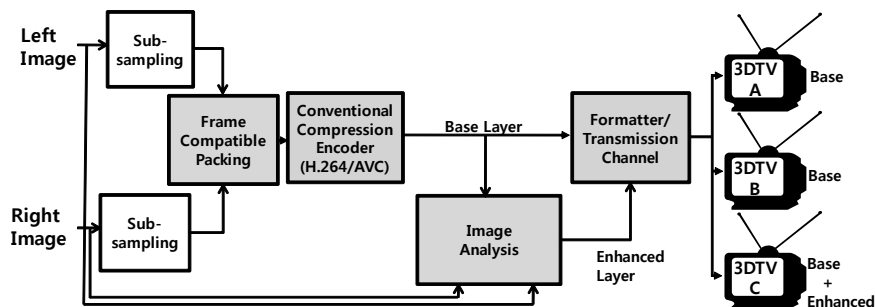 Left
Image
Sub-
sampling
Frame
Compatible
Packing
Conventional
Compression
Encoder
(H.264/AVC)
Base Layer
Formatter/
Transmission
Channel
3DTV
A
Base
3DTV
B
Base
Right
Image
Sub-
sampling
Image
Analysis
Enhanced
Layer
3DTV
C
Base
+
Enhanced